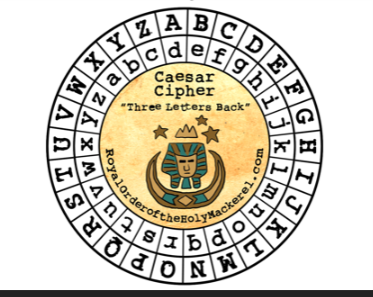 A B C D E F G H I J K L M N O P Q R S T U V W X Y Z
d e f g h i j k l m n o p q r s t u v w x y z a b c
Caesar
Cipher
"Three Letters Back"
RoyalOrderoftheHolyMackerel.com